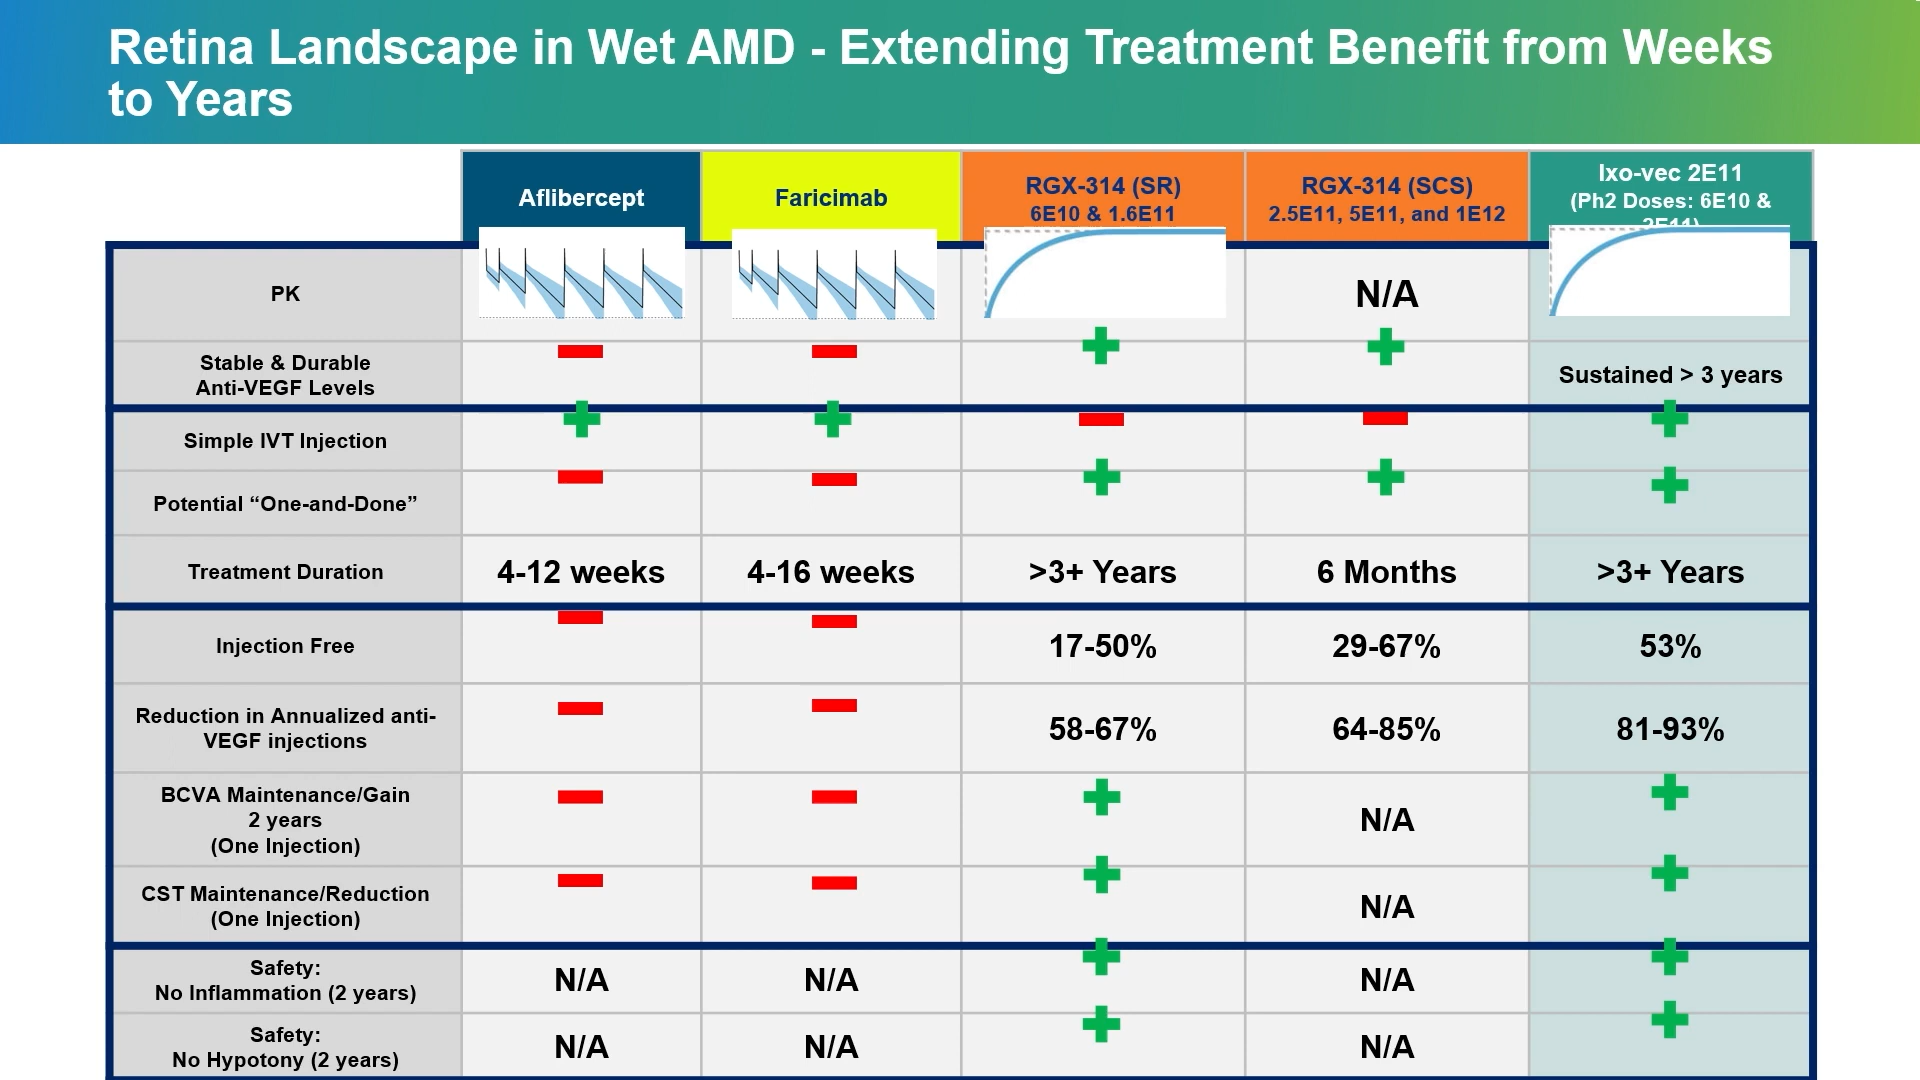 Retina Landscape in Wet AMD - Extending Treatment Benefit from Weeks
to Years
Aflibercept
Faricimab
RGX-314 (SR)
6E10 & 1.6E11
RGX-314 (SCS)
2.5E11, 5E11, and 1E12
Ixo-vec 2E11
(Ph2 Doses: 6E10 &
2E11)
PK
N/A
Stable & Durable
Anti-VEGF Levels
Sustained > 3 years
Simple IVT Injection
Potential “One-and-Done”
Treatment Duration
4-12 weeks
4-16 weeks
>3+ Years
6 Months
>3+ Years
Injection Free
17-50%
29-67%
53%
Reduction in Annualized anti-
VEGF injections
58-67%
64-85%
81-93%
BCVA Maintenance/Gain
2 years
(One Injection)
N/A
CST Maintenance/Reduction
(One Injection)
N/A
Safety:
No Inflammation (2 years)
N/A
N/A
N/A
Safety:
No Hypotony (2 years)
N/A
N/A
N/A